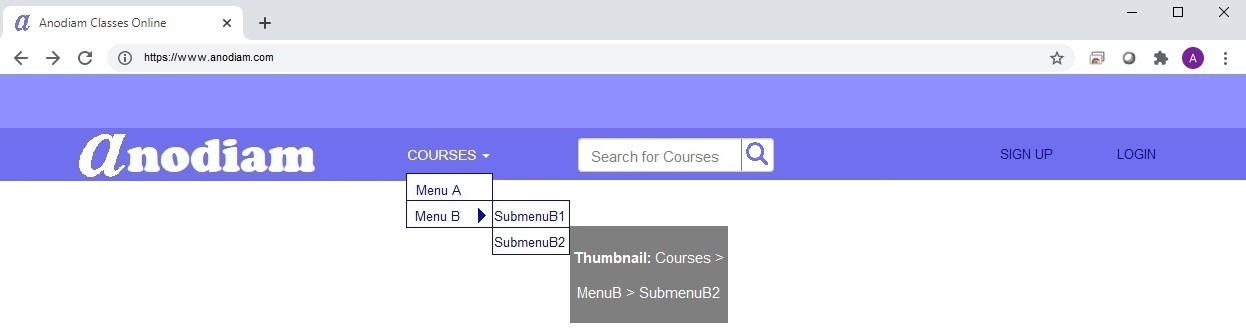 Anodiam Classes Online
https://www.anodiam.com
A
anodiam
COURSES
Search for Courses
SIGN UP
LOGIN
Menu A
Menu B
SubmenuB1
SubmenuB2
Thumbnail: Courses >
MenuB > SubmenuB2